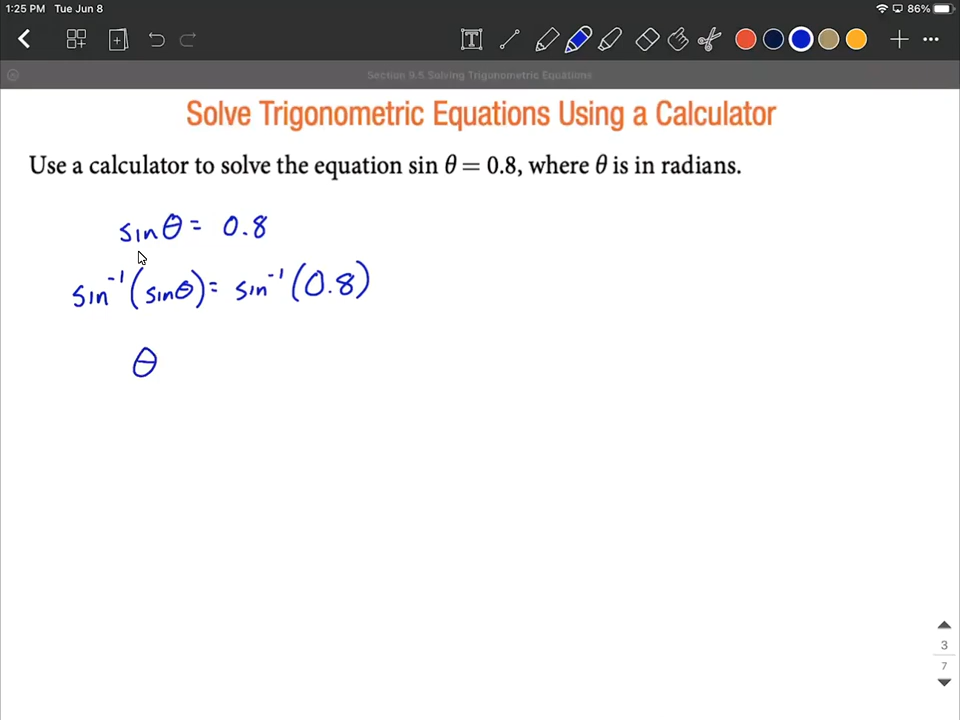 1:25 PM Tue Jun 8 86%
Section 9.5 Solving Trigonometric Equations
Solve Trigonometric Equations Using a Calculator
Use a calculator to solve the equation sin θ = 0.8, where θ is in radians.
sinθ = 0.8
sin⁻¹(sinθ) = sin⁻¹(0.8)
θ
3
7